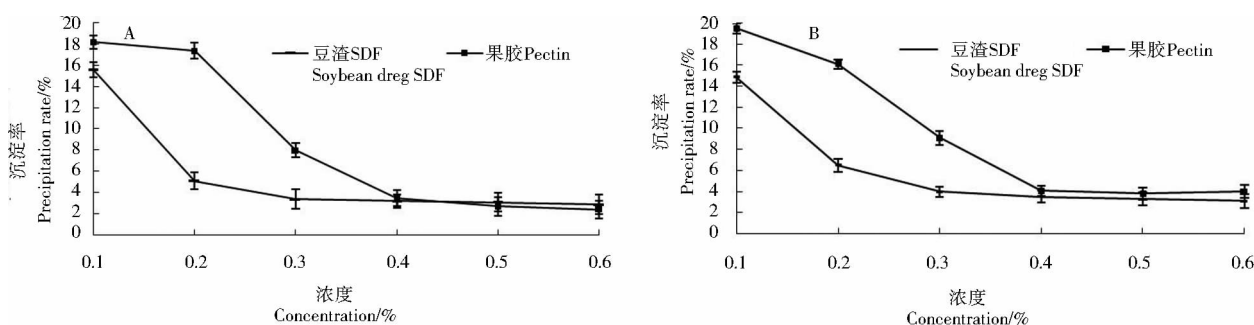 20
18
16
14
12
10
8
6
4
2
0
A
豆渣SDF
Soybean dreg SDF
果胶Pectin
沉淀率
Precipitation rate/%
0.1 0.2 0.3 0.4 0.5 0.6
浓度
Concentration/%
20
18
16
14
12
10
8
6
4
2
0
B
豆渣SDF
Soybean dreg SDF
果胶Pectin
沉淀率
Precipitation rate/%
0.1 0.2 0.3 0.4 0.5 0.6
浓度
Concentration/%